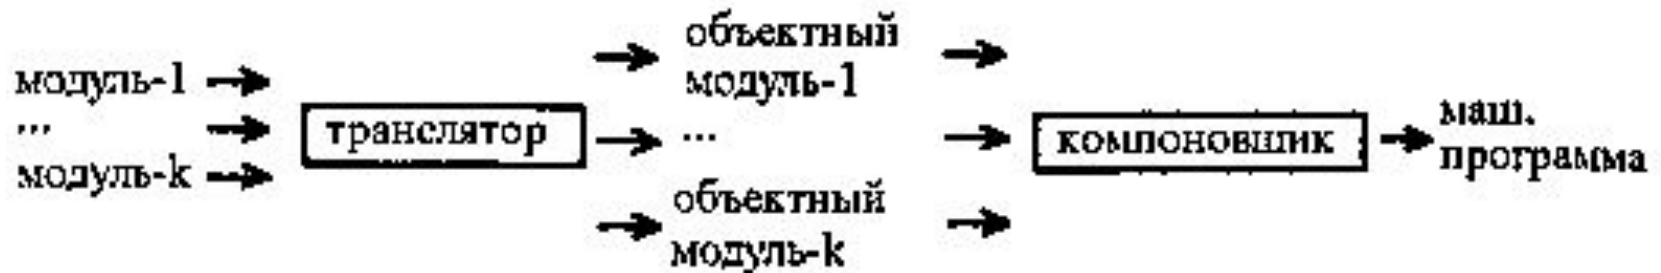 модуль-1
...
модуль-k
транслятор
объектный
модуль-1
...
объектный
модуль-k
компоновщик
маш.
программа